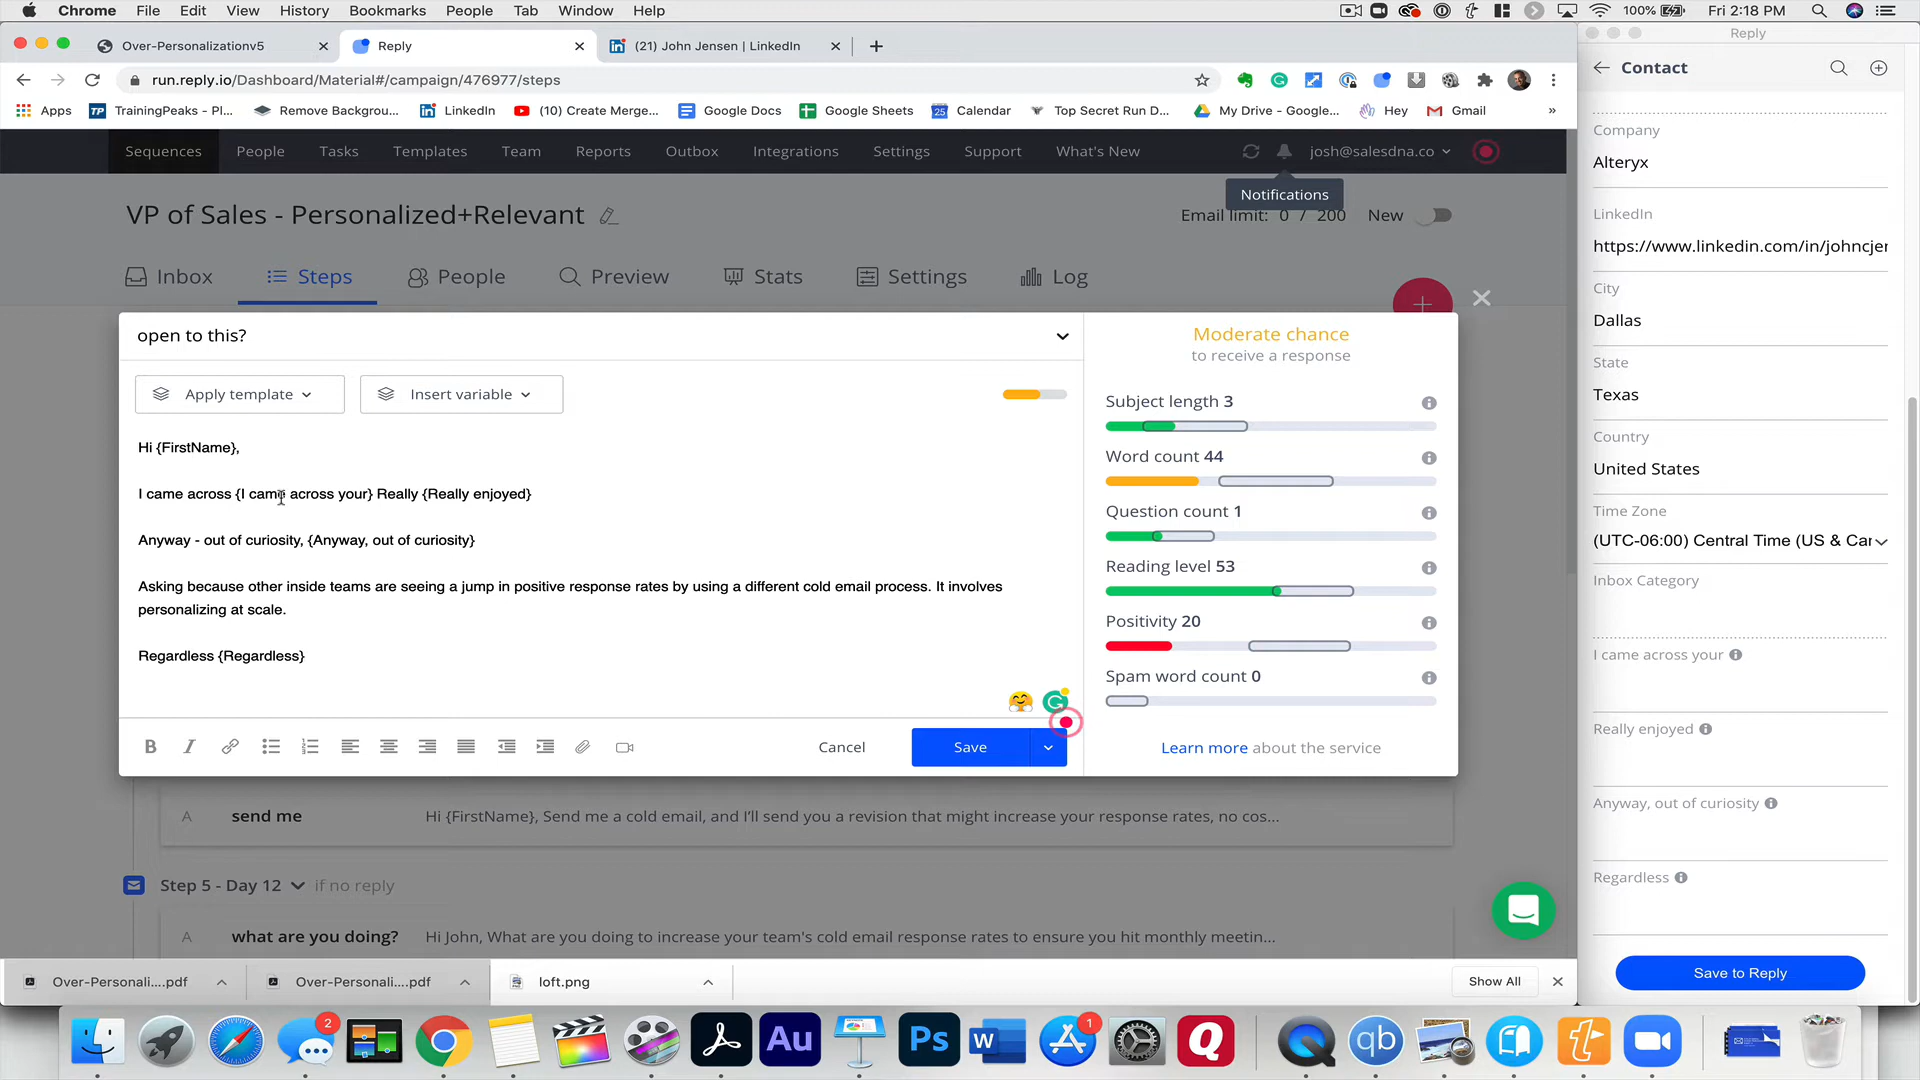 Chrome File Edit View History Bookmarks People Tab Window Help
100% Fri 2:18 PM
Over-Personalizationv5
Reply
(21) John Jensen | LinkedIn
run.reply.io/Dashboard/Material#/campaign/476977/steps
Apps TrainingPeaks - Pl... Remove Backgrou... LinkedIn (10) Create Merge... Google Docs Google Sheets Calendar Top Secret Run D... My Drive - Google... Hey Gmail »
Sequences People Tasks Templates Team Reports Outbox Integrations Settings Support What's New josh@salesdna.co
Notifications
VP of Sales - Personalized+Relevant
Email limit: 0 / 200 New
Inbox Steps People Preview Stats Settings Log
open to this?
Apply template
Insert variable
Hi {FirstName},
I came across {I came across your} Really {Really enjoyed}
Anyway - out of curiosity, {Anyway, out of curiosity}
Asking because other inside teams are seeing a jump in positive response rates by using a different cold email process. It involves
personalizing at scale.
Regardless {Regardless}
Cancel
Save
Moderate chance
to receive a response
Subject length 3
Word count 44
Question count 1
Reading level 53
Positivity 20
Spam word count 0
Learn more about the service
A send me Hi {FirstName}, Send me a cold email, and I'll send you a revision that might increase your response rates, no cos...
Step 5 - Day 12 if no reply
A what are you doing? Hi John, What are you doing to increase your team's cold email response rates to ensure you hit monthly meetin...
Reply
Contact
Company
Alteryx
LinkedIn
https://www.linkedin.com/in/johncjer
City
Dallas
State
Texas
Country
United States
Time Zone
(UTC-06:00) Central Time (US & Car
Inbox Category
I came across your
Really enjoyed
Anyway, out of curiosity
Regardless
Save to Reply
Over-Personali....pdf
Over-Personali....pdf
loft.png
Show All
2
Au
Ps
W
1
Q
qb